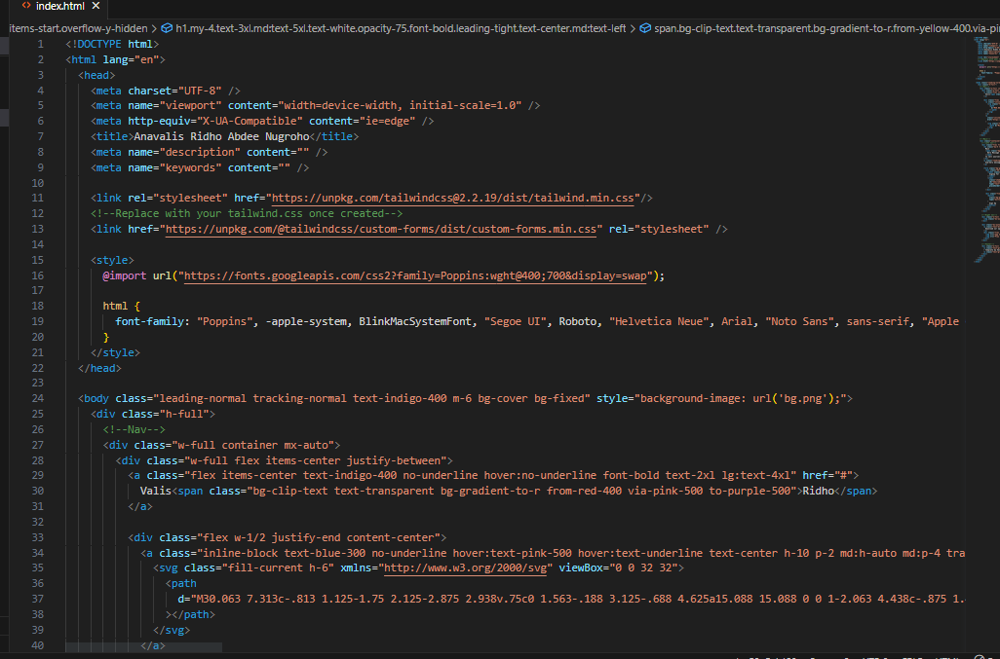 index.html
items-start.overflow-y-hidden > h1.my-4.text-3xl.md:text-5xl.text-white.opacity-75.font-bold.leading-tight.text-center.md:text-left > span.bg-clip-text.text-transparent.bg-gradient-to-r.from-yellow-400.via-pin
1 <!DOCTYPE html>
2 <html lang="en">
3 <head>
4 <meta charset="UTF-8" />
5 <meta name="viewport" content="width=device-width, initial-scale=1.0" />
6 <meta http-equiv="X-UA-Compatible" content="ie=edge" />
7 <title>Anavalis Ridho Abdee Nugroho</title>
8 <meta name="description" content="" />
9 <meta name="keywords" content="" />
10
11 <link rel="stylesheet" href="https://unpkg.com/tailwindcss@2.2.19/dist/tailwind.min.css"/>
12 <!--Replace with your tailwind.css once created-->
13 <link href="https://unpkg.com/@tailwindcss/custom-forms/dist/custom-forms.min.css" rel="stylesheet" />
14
15 <style>
16 @import url("https://fonts.googleapis.com/css2?family=Poppins:wght@400;700&display=swap");
17
18 html {
19 font-family: "Poppins", -apple-system, BlinkMacSystemFont, "Segoe UI", Roboto, "Helvetica Neue", Arial, "Noto Sans", sans-serif, "Apple
20 }
21 </style>
22 </head>
23
24 <body class="leading-normal tracking-normal text-indigo-400 m-6 bg-cover bg-fixed" style="background-image: url('bg.png');">
25 <div class="h-full">
26 <!--Nav-->
27 <div class="w-full container mx-auto">
28 <div class="w-full flex items-center justify-between">
29 <a class="flex items-center text-indigo-400 no-underline hover:no-underline font-bold text-2xl lg:text-4xl" href="#">
30 Valis<span class="bg-clip-text text-transparent bg-gradient-to-r from-red-400 via-pink-500 to-purple-500">Ridho</span>
31 </a>
32
33 <div class="flex w-1/2 justify-end content-center">
34 <a class="inline-block text-blue-300 no-underline hover:text-pink-500 hover:text-underline text-center h-10 p-2 md:h-auto md:p-4 tra
35 <svg class="fill-current h-6" xmlns="http://www.w3.org/2000/svg" viewBox="0 0 32 32">
36 <path
37 d="M30.063 7.313c-.813 1.125-1.75 2.125-2.875 2.938v.75c0 1.563-.188 3.125-.688 4.625a15.088 15.088 0 0 1-2.063 4.438c-.875 1.
38 ></path>
39 </svg>
40 </a>